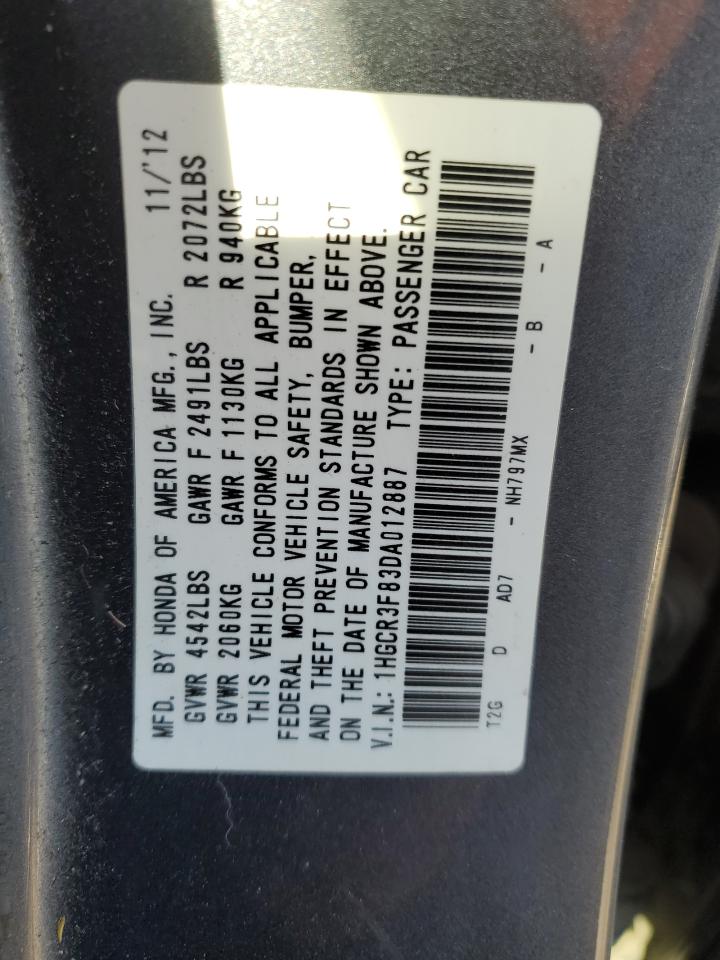 MFD. BY HONDA OF AMERICA MFG., INC. 11/'12
GVWR 4542LBS GAWR F 2491LBS R 2072LBS
GVWR 2060KG GAWR F 1130KG R 940KG
THIS VEHICLE CONFORMS TO ALL APPLICABLE
FEDERAL MOTOR VEHICLE SAFETY, BUMPER,
AND THEFT PREVENTION STANDARDS IN EFFECT
ON THE DATE OF MANUFACTURE SHOWN ABOVE.
V.I.N.: 1HGCR3F83DA012887 TYPE: PASSENGER CAR
T2G D AD7 - NH797MX - B - A